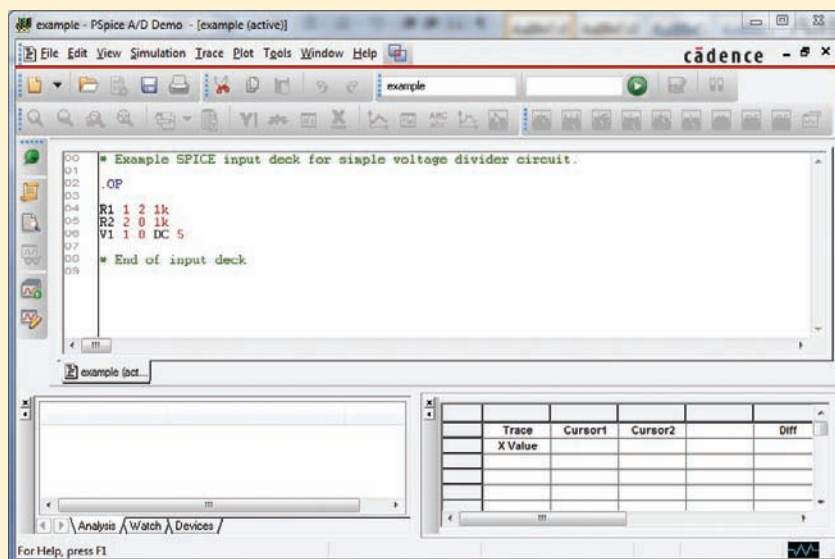 example - PSpice A/D Demo - [example (active)]
File Edit View Simulation Trace Plot Tools Window Help
cādence
example
00 * Example SPICE input deck for simple voltage divider circuit.
01
02 .OP
03
04 R1 1 2 1k
05 R2 2 0 1k
06 V1 1 0 DC 5
07
08 * End of input deck
09
example (act...
Trace Cursor1 Cursor2 Diff
X Value
Analysis Watch Devices
For Help, press F1